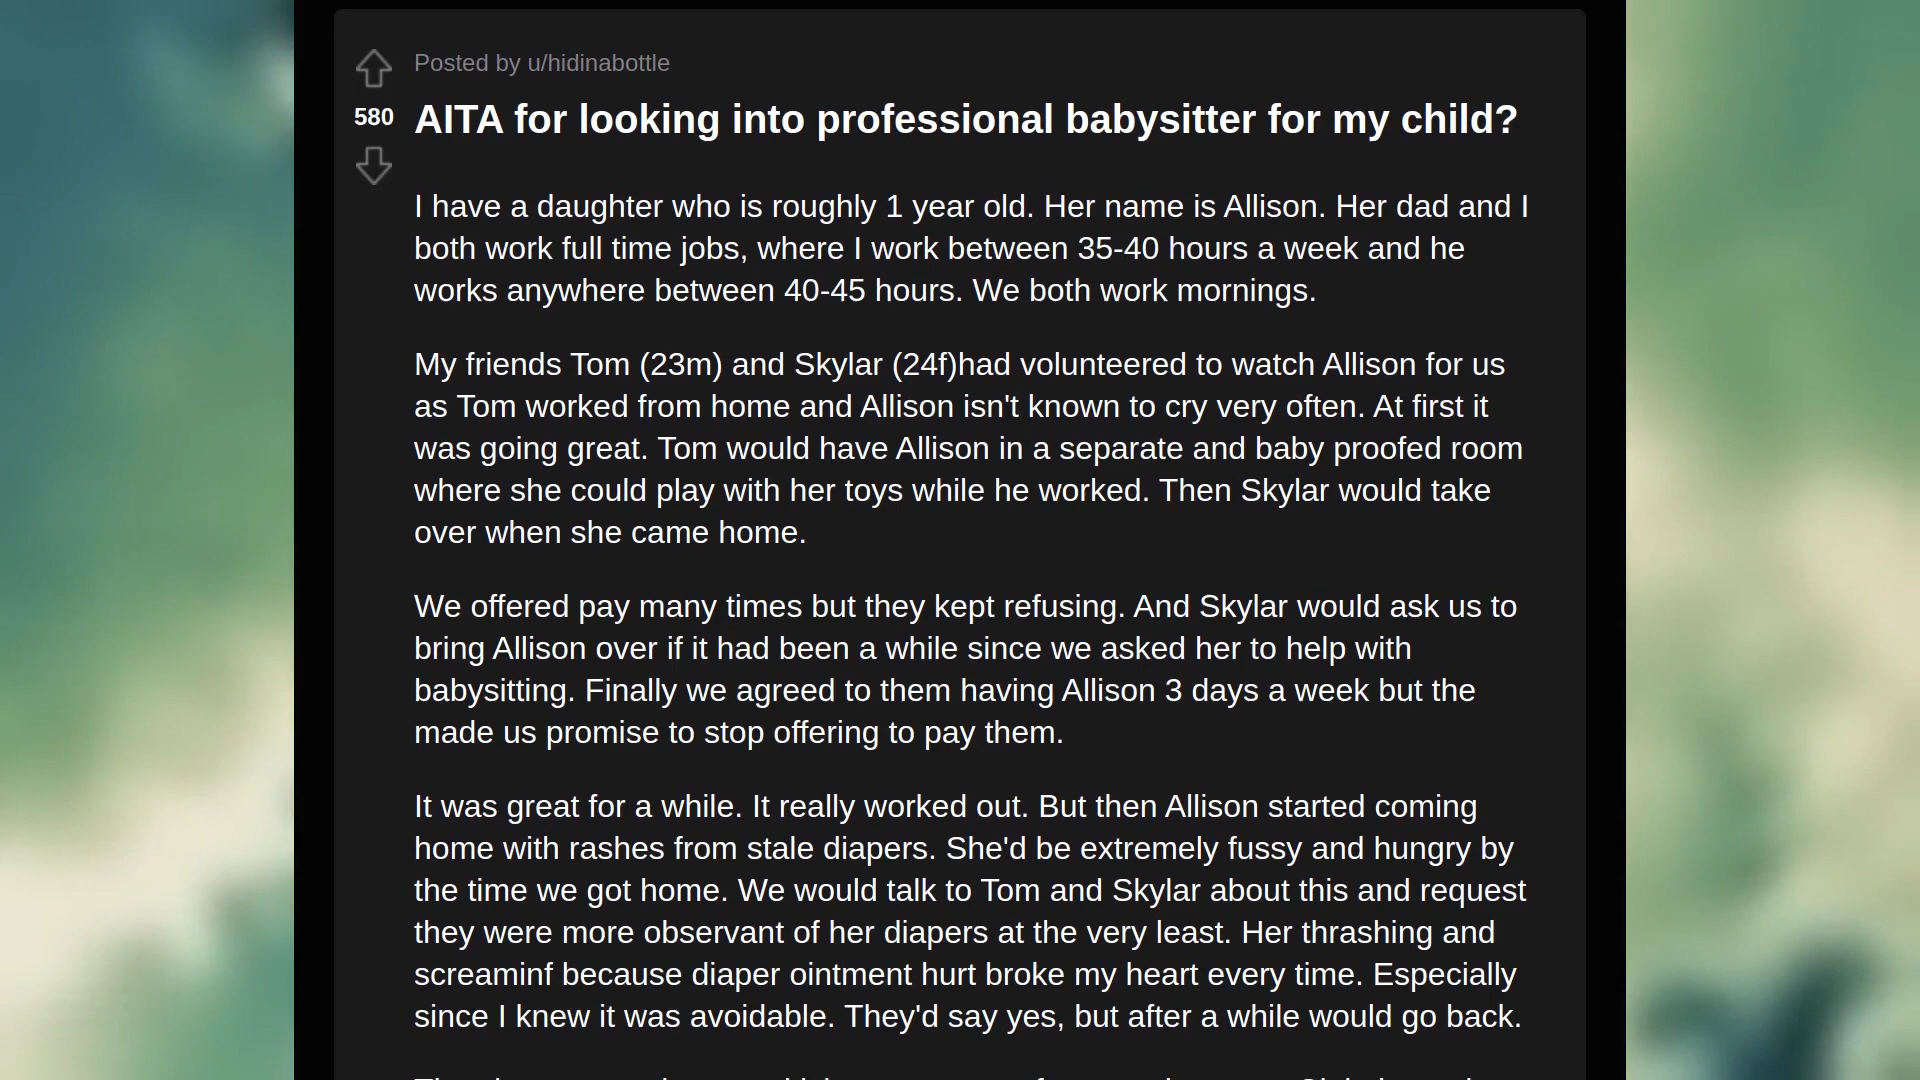 Posted by u/hidinabottle
580
AITA for looking into professional babysitter for my child?
I have a daughter who is roughly 1 year old. Her name is Allison. Her dad and I
both work full time jobs, where I work between 35-40 hours a week and he
works anywhere between 40-45 hours. We both work mornings.
My friends Tom (23m) and Skylar (24f)had volunteered to watch Allison for us
as Tom worked from home and Allison isn't known to cry very often. At first it
was going great. Tom would have Allison in a separate and baby proofed room
where she could play with her toys while he worked. Then Skylar would take
over when she came home.
We offered pay many times but they kept refusing. And Skylar would ask us to
bring Allison over if it had been a while since we asked her to help with
babysitting. Finally we agreed to them having Allison 3 days a week but the
made us promise to stop offering to pay them.
It was great for a while. It really worked out. But then Allison started coming
home with rashes from stale diapers. She'd be extremely fussy and hungry by
the time we got home. We would talk to Tom and Skylar about this and request
they were more observant of her diapers at the very least. Her thrashing and
screaminf because diaper ointment hurt broke my heart every time. Especially
since I knew it was avoidable. They'd say yes, but after a while would go back.